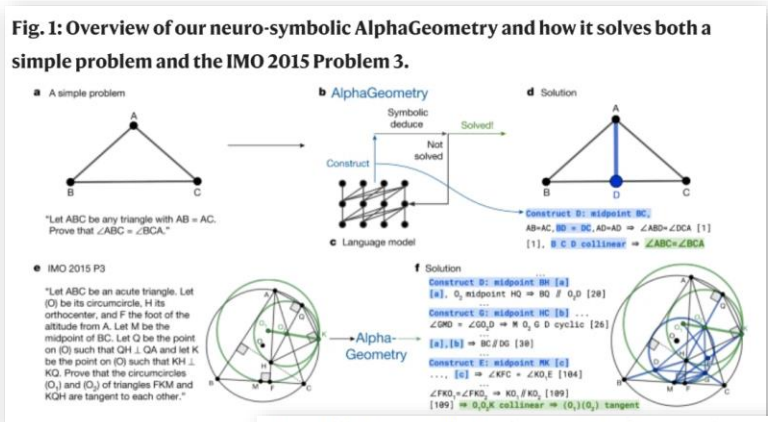 Fig. 1: Overview of our neuro-symbolic AlphaGeometry and how it solves both a
simple problem and the IMO 2015 Problem 3.
a A simple problem
A
B
C
"Let ABC be any triangle with AB = AC.
Prove that ∠ABC = ∠BCA."
b AlphaGeometry
Symbolic
deduce
Solved!
Not
solved
Construct
c Language model
d Solution
A
B
D
C
Construct D: midpoint BC,
AB=AC, BD = DC, AD=AD ⇒ ∠ABD=∠DCA [1]
[1], B C D collinear ⇒ ∠ABC=∠BCA
e IMO 2015 P3
"Let ABC be an acute triangle. Let
(O) be its circumcircle, H its
orthocenter, and F the foot of the
altitude from A. Let M be the
midpoint of BC. Let Q be the point
on (O) such that QH ⊥ QA and let K
be the point on (O) such that KH ⊥
KQ. Prove that the circumcircles
(O₁) and (O₂) of triangles FKM and
KQH are tangent to each other."
A
Q
K
H
B
M
F
C
Alpha-
Geometry
f Solution
...
Construct D: midpoint BH [a]
[a], O₂ midpoint HQ ⇒ BQ ∥ O₂D [20]
...
Construct G: midpoint HC [b] ...
∠GMD = ∠GO₂D ⇒ M O₂ G D cyclic [26]
...
[a],[b] ⇒ BC∥DG [30]
...
Construct E: midpoint MK [c]
..., [c] ⇒ ∠KFC = ∠KO₁E [104]
...
∠FKO₁=∠FKO₂ ⇒ KO₁∥KO₂ [109]
[109] ⇒ O₁O₂K collinear ⇒ (O₁)(O₂) tangent
A
Q
K
H
D
G
B
M
F
C